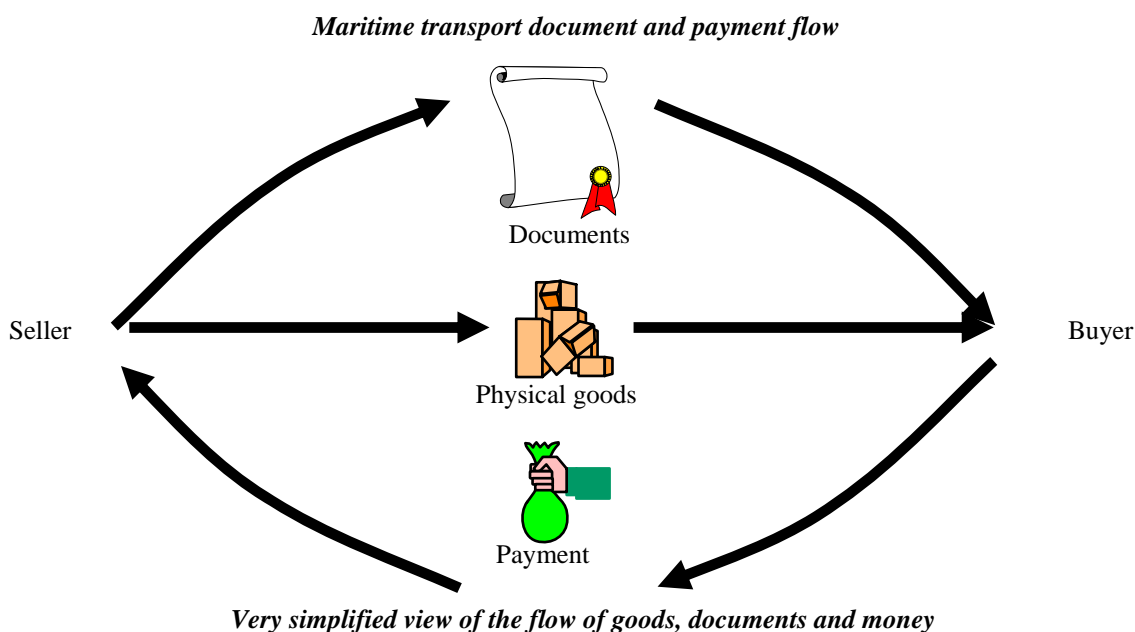 Maritime transport document and payment flow
Documents
Seller
Buyer
Physical goods
Payment
Very simplified view of the flow of goods, documents and money